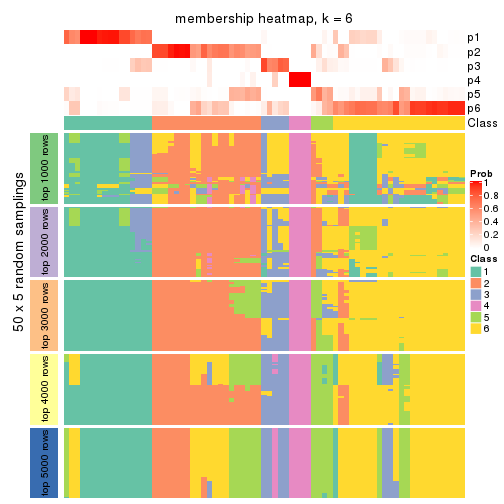 membership heatmap, k = 6
p1
p2
p3
p4
p5
p6
Class
50 x 5 random samplings
top 1000 rows
top 2000 rows
top 3000 rows
top 4000 rows
top 5000 rows
Prob
1
0.8
0.6
0.4
0.2
0
Class
1
2
3
4
5
6